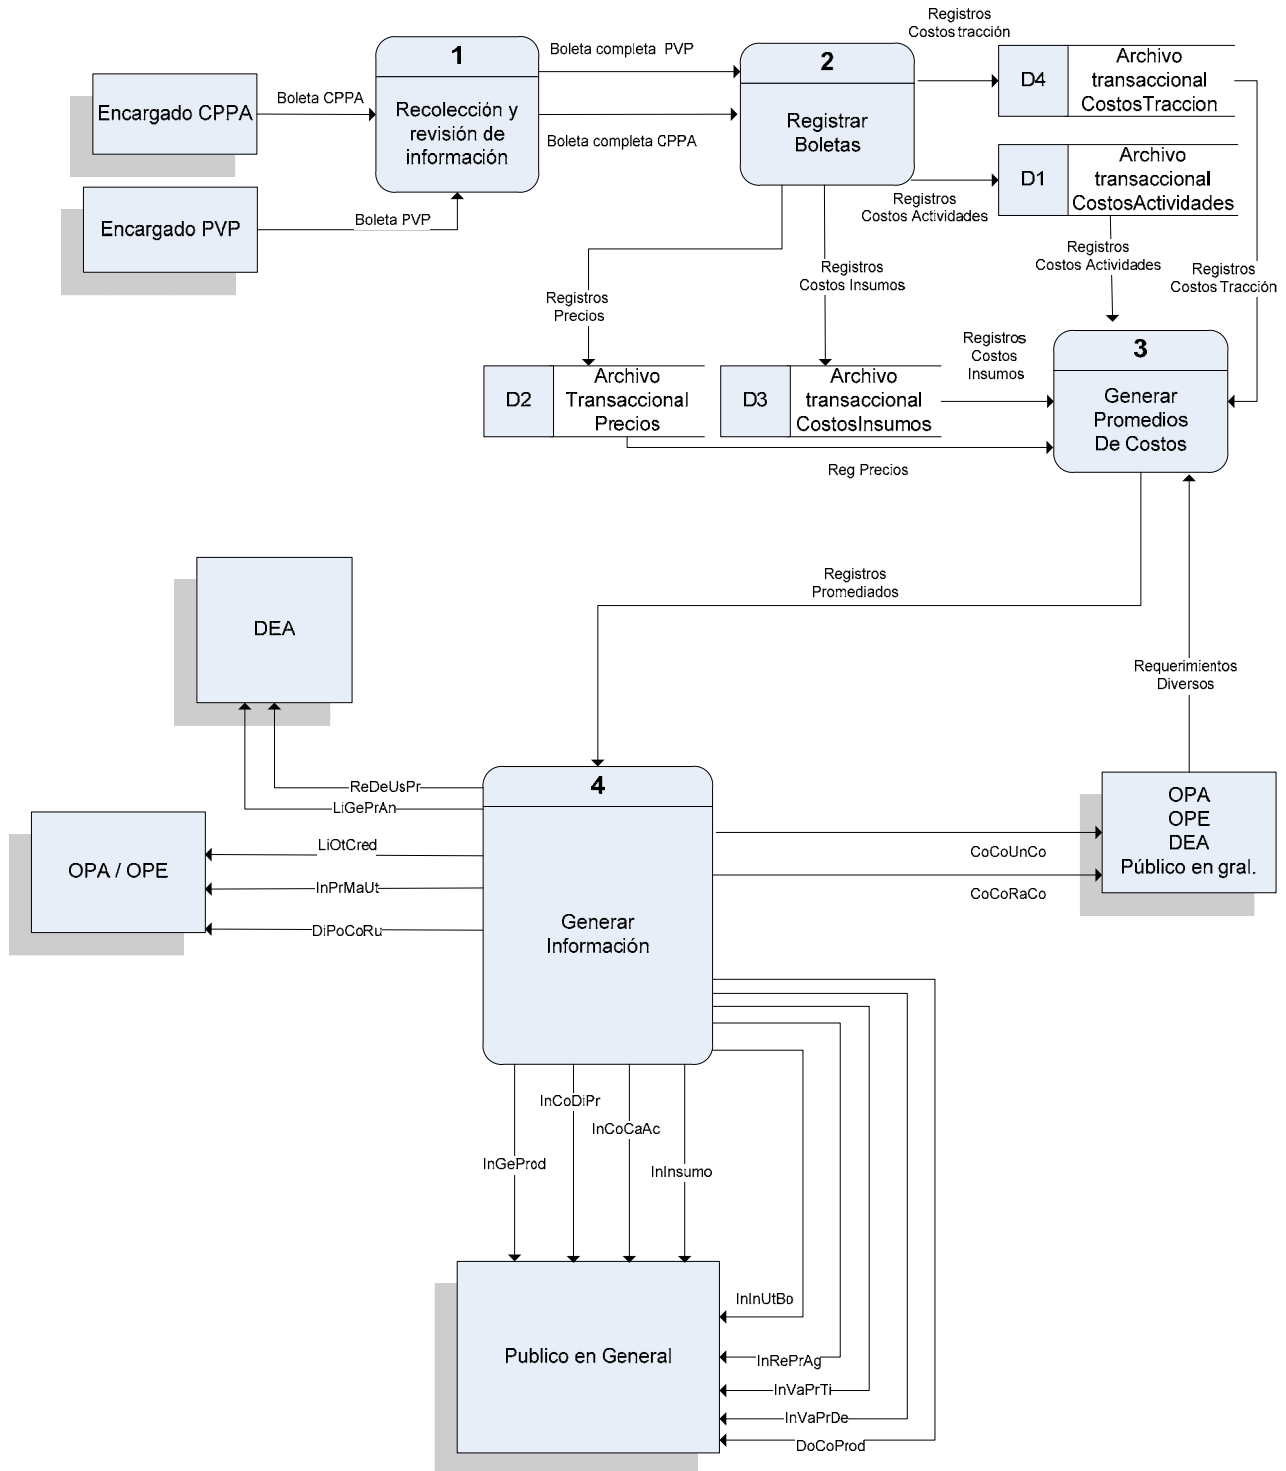 Registros
Costos tracción
1
Boleta completa PVP
2
D4
Archivo
transaccional
CostosTraccion
Encargado CPPA
Boleta CPPA
Recolección y
revisión de
información
Boleta completa CPPA
Registrar
Boletas
D1
Archivo
transaccional
CostosActividades
Registros
Costos Actividades
Encargado PVP
Boleta PVP
Registros
Costos Actividades
Registros
Costos Tracción
Registros
Costos Insumos
Registros
Precios
Registros
Costos
Insumos
3
Generar
Promedios
De Costos
D2
Archivo
Transaccional
Precios
D3
Archivo
transaccional
CostosInsumos
Reg Precios
Registros
Promediados
DEA
Requerimientos
Diversos
ReDeUsPr
LiGePrAn
4
OPA
OPE
DEA
Público en gral.
LiOtCred
OPA / OPE
InPrMaUt
DiPoCoRu
CoCoUnCo
CoCoRaCo
Generar
Información
InCoDiPr
InCoCaAc
InGeProd
InInsumo
InInUtBo
Publico en General
InRePrAg
InVaPrTi
InVaPrDe
DoCoProd